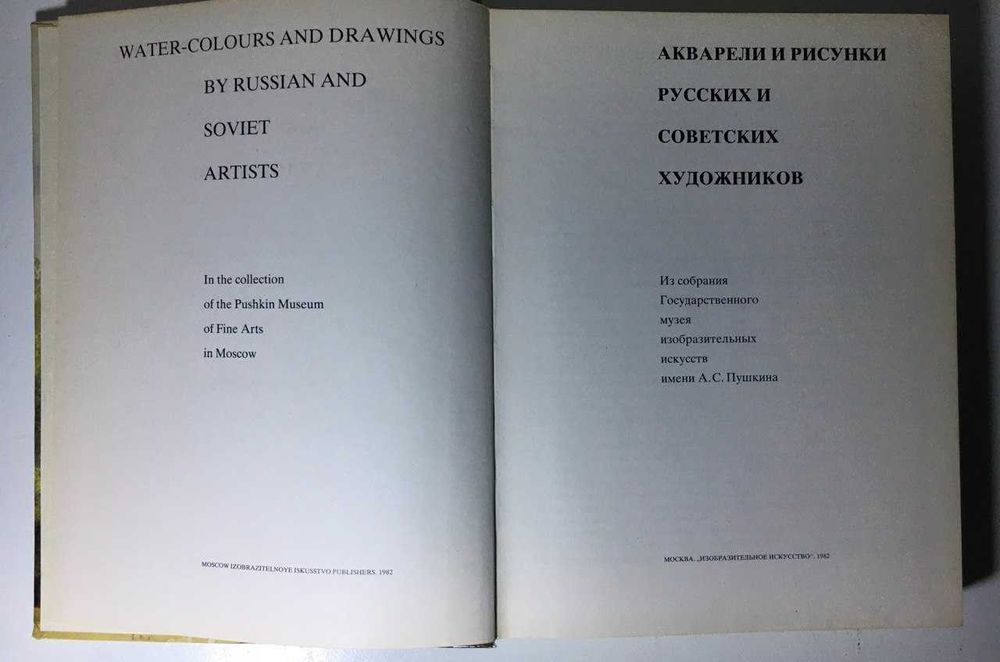 WATER-COLOURS AND DRAWINGS
BY RUSSIAN AND
SOVIET
ARTISTS
In the collection
of the Pushkin Museum
of Fine Arts
in Moscow
MOSCOW IZOBRAZITELNOYE ISKUSSTVO PUBLISHERS. 1982
АКВАРЕЛИ И РИСУНКИ
РУССКИХ И
СОВЕТСКИХ
ХУДОЖНИКОВ
Из собрания
Государственного
музея
изобразительных
искусств
имени А.С. Пушкина
МОСКВА. „ИЗОБРАЗИТЕЛЬНОЕ ИСКУССТВО“, 1982